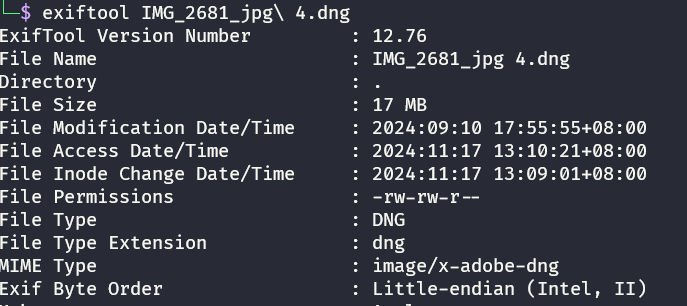 └─$ exiftool IMG_2681_jpg\ 4.dng
ExifTool Version Number : 12.76
File Name : IMG_2681_jpg 4.dng
Directory : .
File Size : 17 MB
File Modification Date/Time : 2024:09:10 17:55:55+08:00
File Access Date/Time : 2024:11:17 13:10:21+08:00
File Inode Change Date/Time : 2024:11:17 13:09:01+08:00
File Permissions : -rw-rw-r--
File Type : DNG
File Type Extension : dng
MIME Type : image/x-adobe-dng
Exif Byte Order : Little-endian (Intel, II)